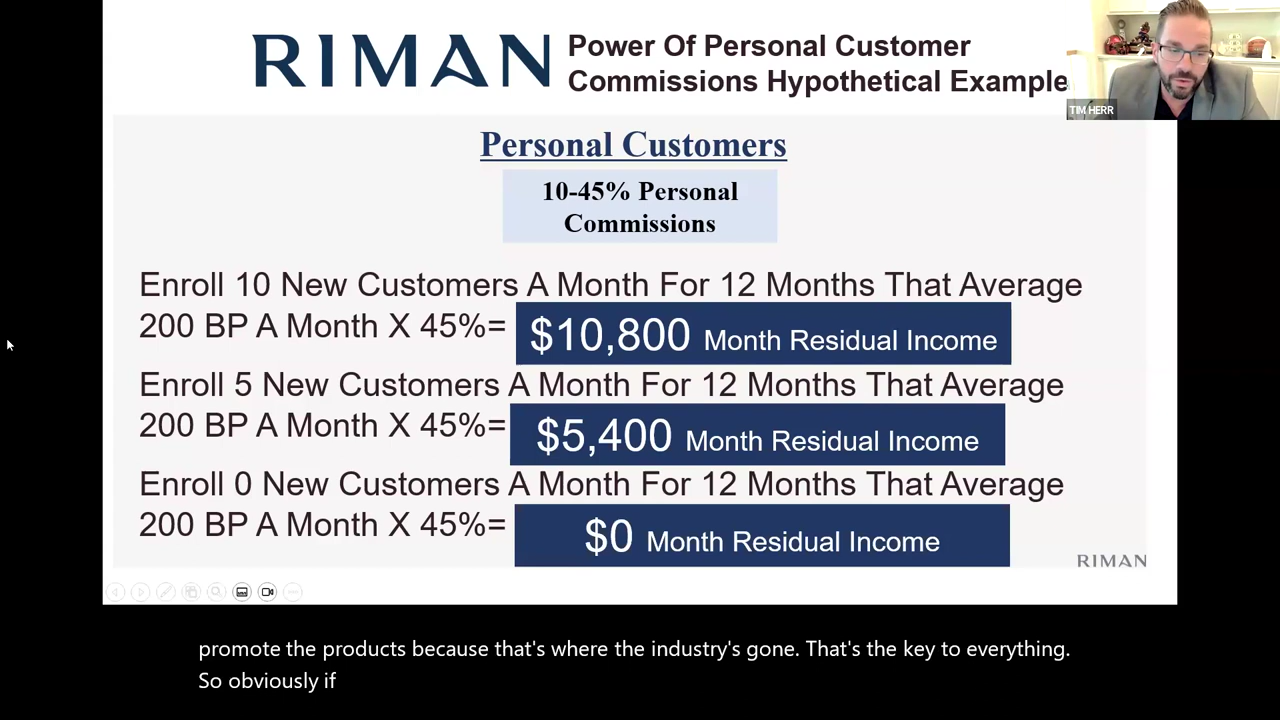 RIMAN
Power Of Personal Customer
Commissions Hypothetical Example
TIM HERR
Personal Customers
10-45% Personal
Commissions
Enroll 10 New Customers A Month For 12 Months That Average
200 BP A Month X 45%= $10,800 Month Residual Income
Enroll 5 New Customers A Month For 12 Months That Average
200 BP A Month X 45%= $5,400 Month Residual Income
Enroll 0 New Customers A Month For 12 Months That Average
200 BP A Month X 45%= $0 Month Residual Income
RIMAN
promote the products because that's where the industry's gone. That's the key to everything.
So obviously if